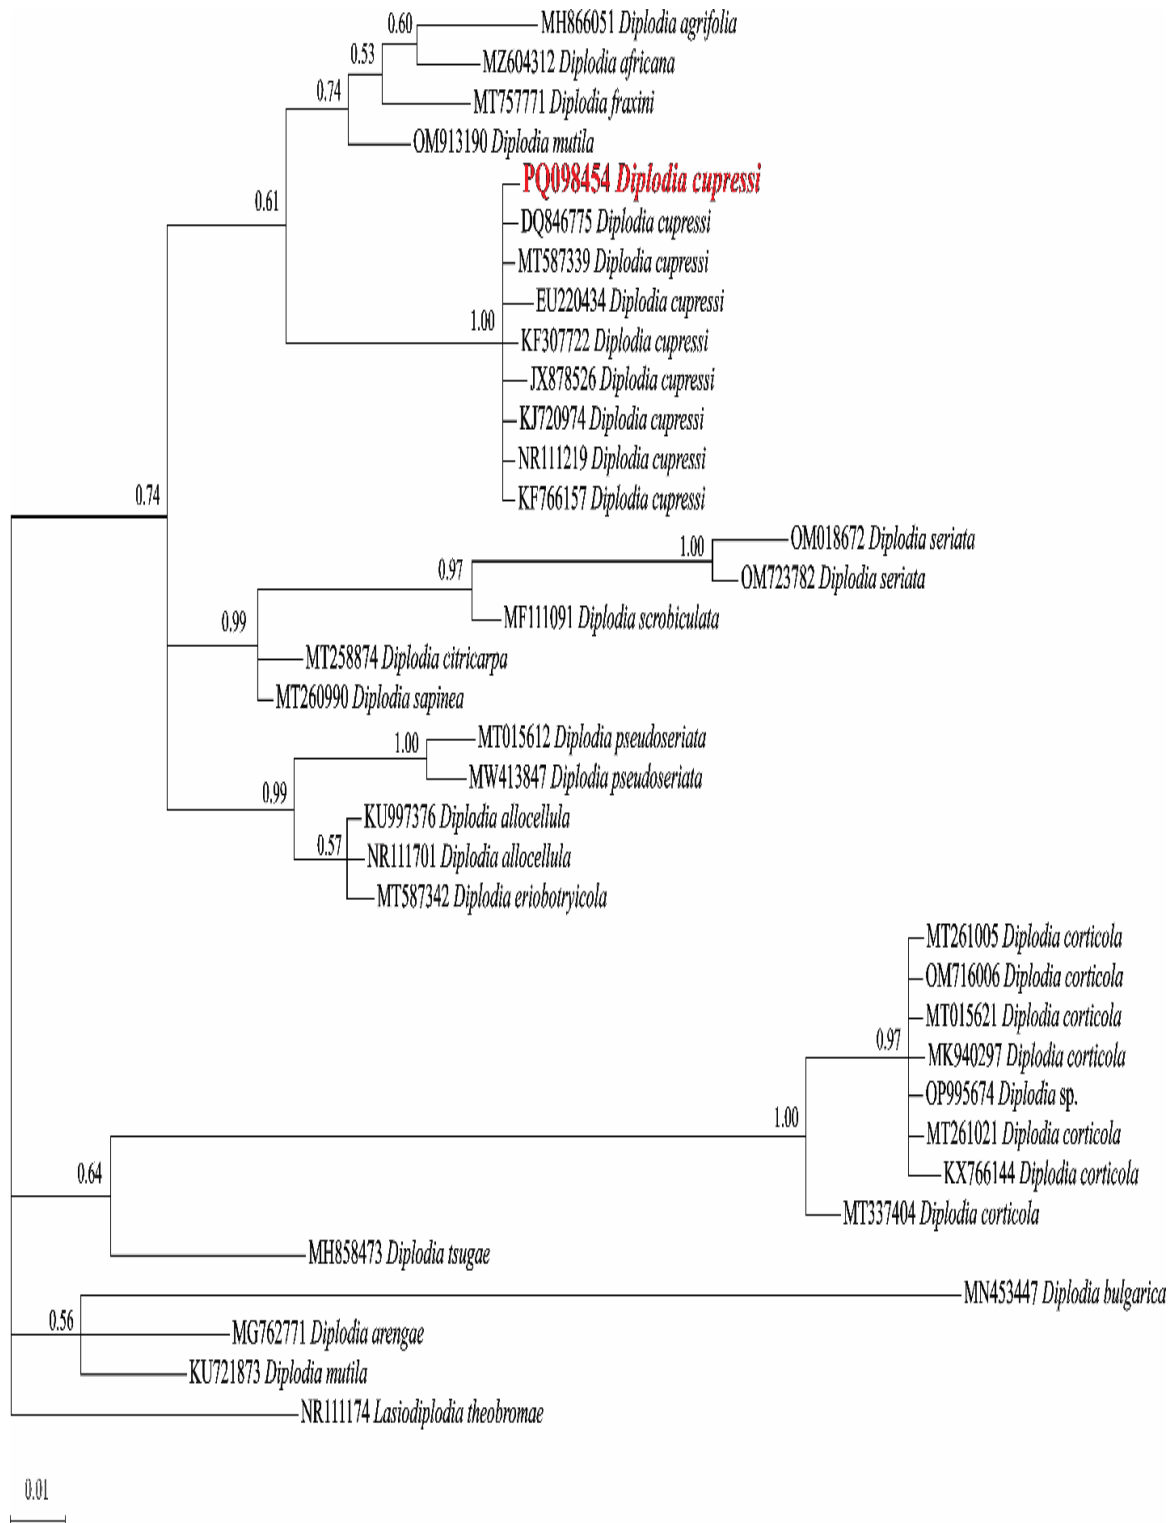 0.60
MH866051 Diplodia agrifolia
0.53
MZ604312 Diplodia africana
0.74
MT757771 Diplodia fraxini
OM913190 Diplodia mutila
PQ098454 Diplodia cupressi
0.61
DQ846775 Diplodia cupressi
MT587339 Diplodia cupressi
EU220434 Diplodia cupressi
1.00
KF307722 Diplodia cupressi
JX878526 Diplodia cupressi
KJ720974 Diplodia cupressi
NR111219 Diplodia cupressi
0.74
KF766157 Diplodia cupressi
OM018672 Diplodia seriata
1.00
OM723782 Diplodia seriata
0.97
MF111091 Diplodia scrobiculata
0.99
MT258874 Diplodia citricarpa
MT260990 Diplodia sapinea
MT015612 Diplodia pseudoseriata
1.00
MW413847 Diplodia pseudoseriata
0.99
KU997376 Diplodia allocellula
0.57
NR111701 Diplodia allocellula
MT587342 Diplodia eriobotryicola
MT261005 Diplodia corticola
OM716006 Diplodia corticola
MT015621 Diplodia corticola
0.97
MK940297 Diplodia corticola
OP995674 Diplodia sp.
1.00
MT261021 Diplodia corticola
0.64
KX766144 Diplodia corticola
MT337404 Diplodia corticola
MH858473 Diplodia tsugae
MN453447 Diplodia bulgarica
0.56
MG762771 Diplodia arengae
KU721873 Diplodia mutila
NR111174 Lasiodiplodia theobromae
0.01